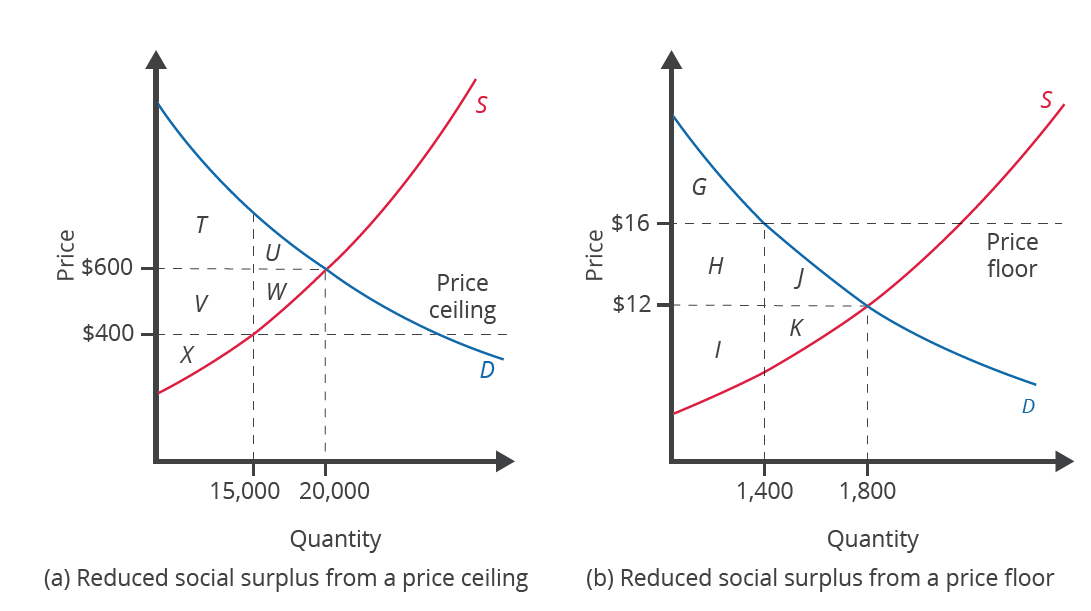 S
T
U
Price
$600
Price
ceiling
V
W
$400
X
D
15,000 20,000
Quantity
(a) Reduced social surplus from a price ceiling
S
G
$16
Price
floor
Price
H
J
$12
K
I
D
1,400 1,800
Quantity
(b) Reduced social surplus from a price floor